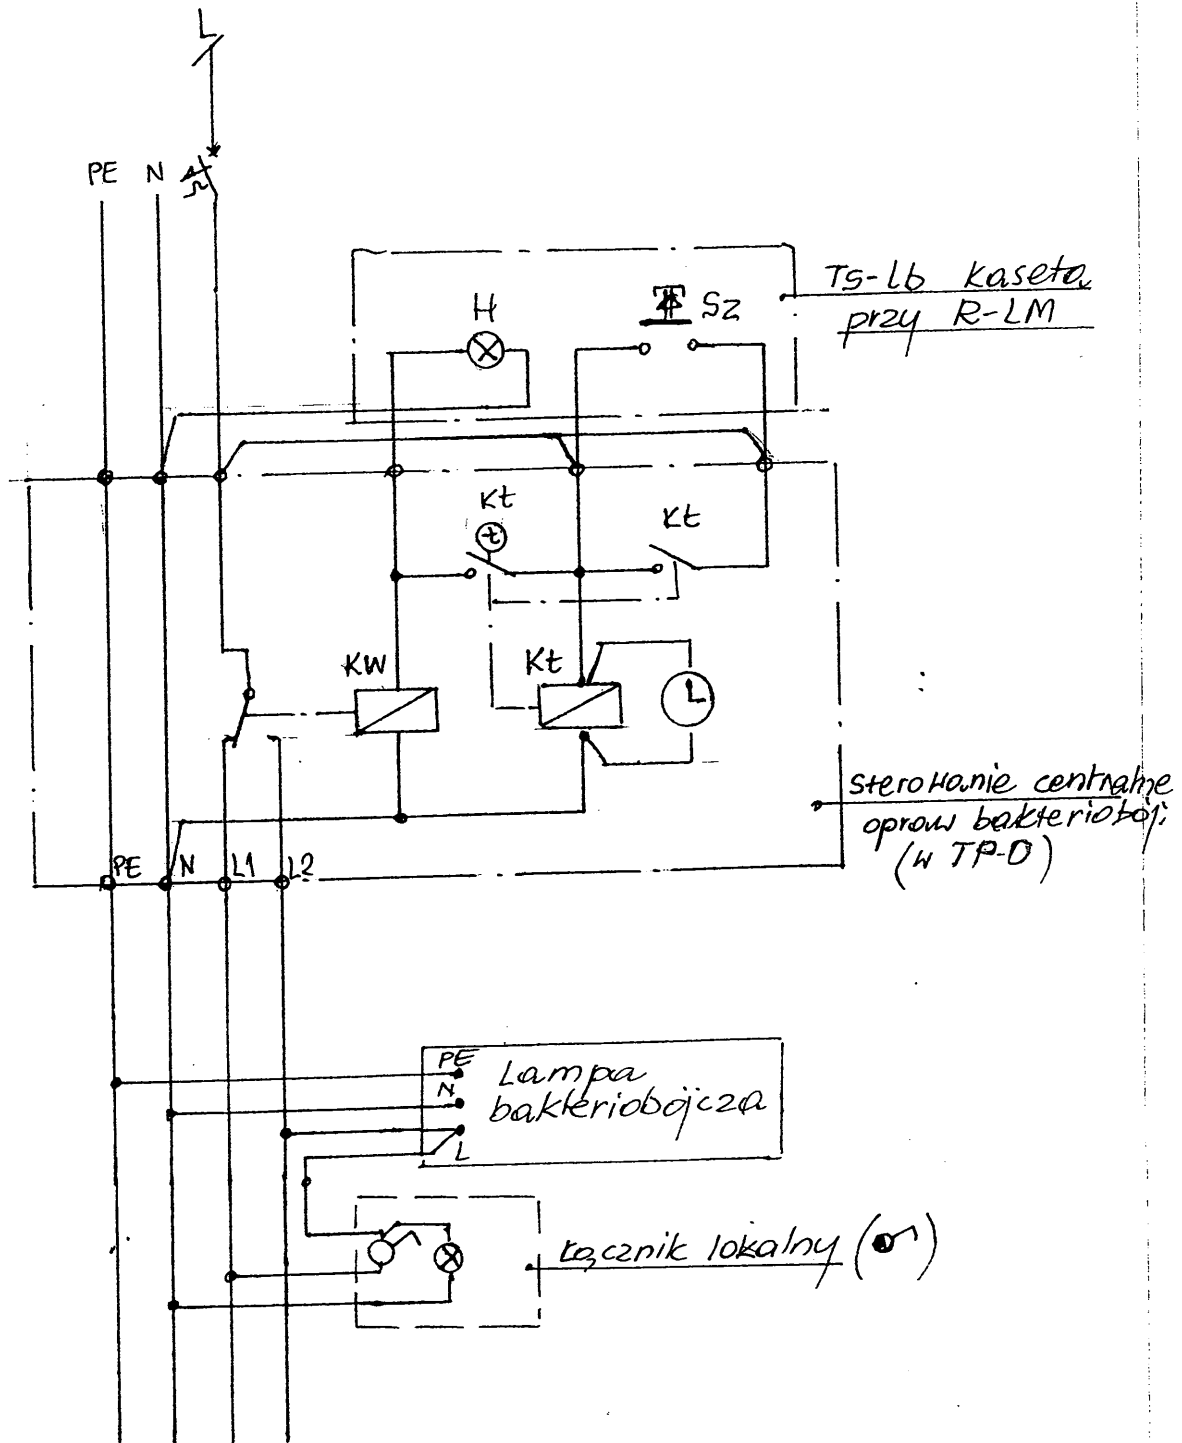 L
PE N
TS-Lb kaseta
przy R-LM
H
SZ
Kt
t
Kt
KW
Kt
sterowanie centralne
opraw bakteriobój.
(w TP-D)
PE N L1 L2
PE
N
L
Lampa
bakteriobójcza
Łącznik lokalny ( )